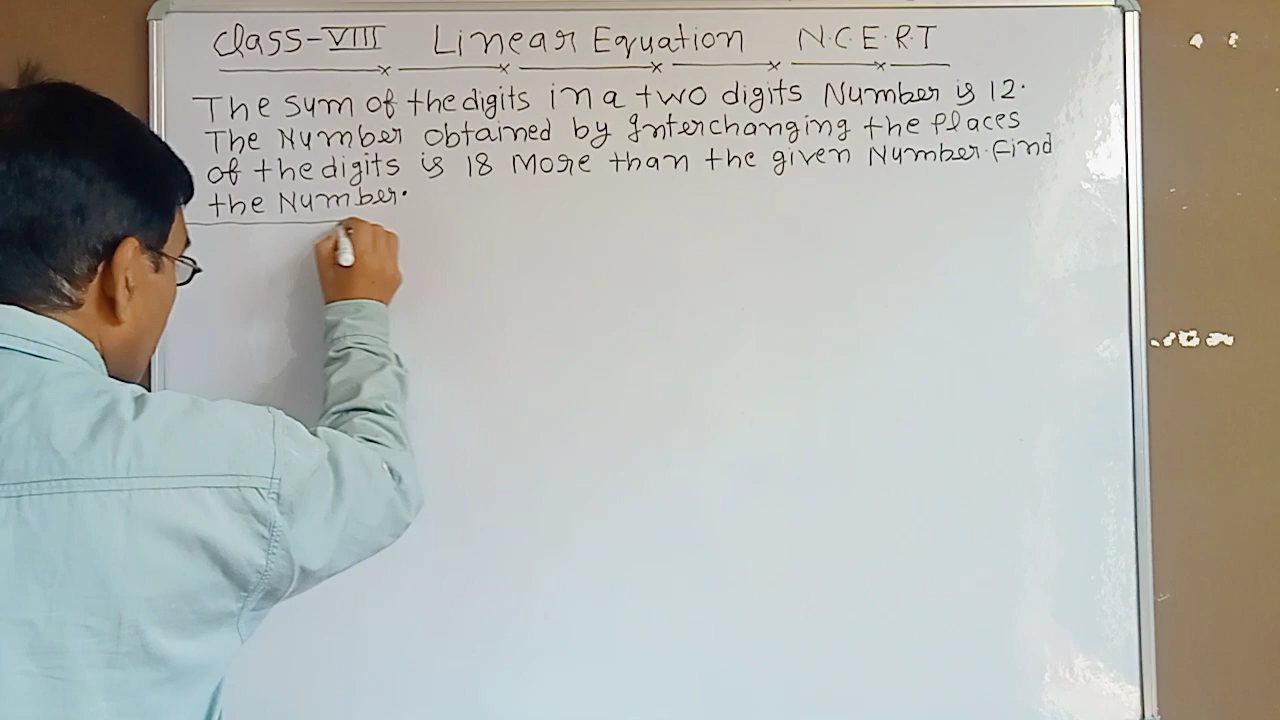 Class-VIII Linear Equation N.C.E.R.T
The Sum of the digits in a two digits Number is 12.
The Number obtained by Interchanging the Places
of the digits is 18 More than the given Number. Find
the Number.